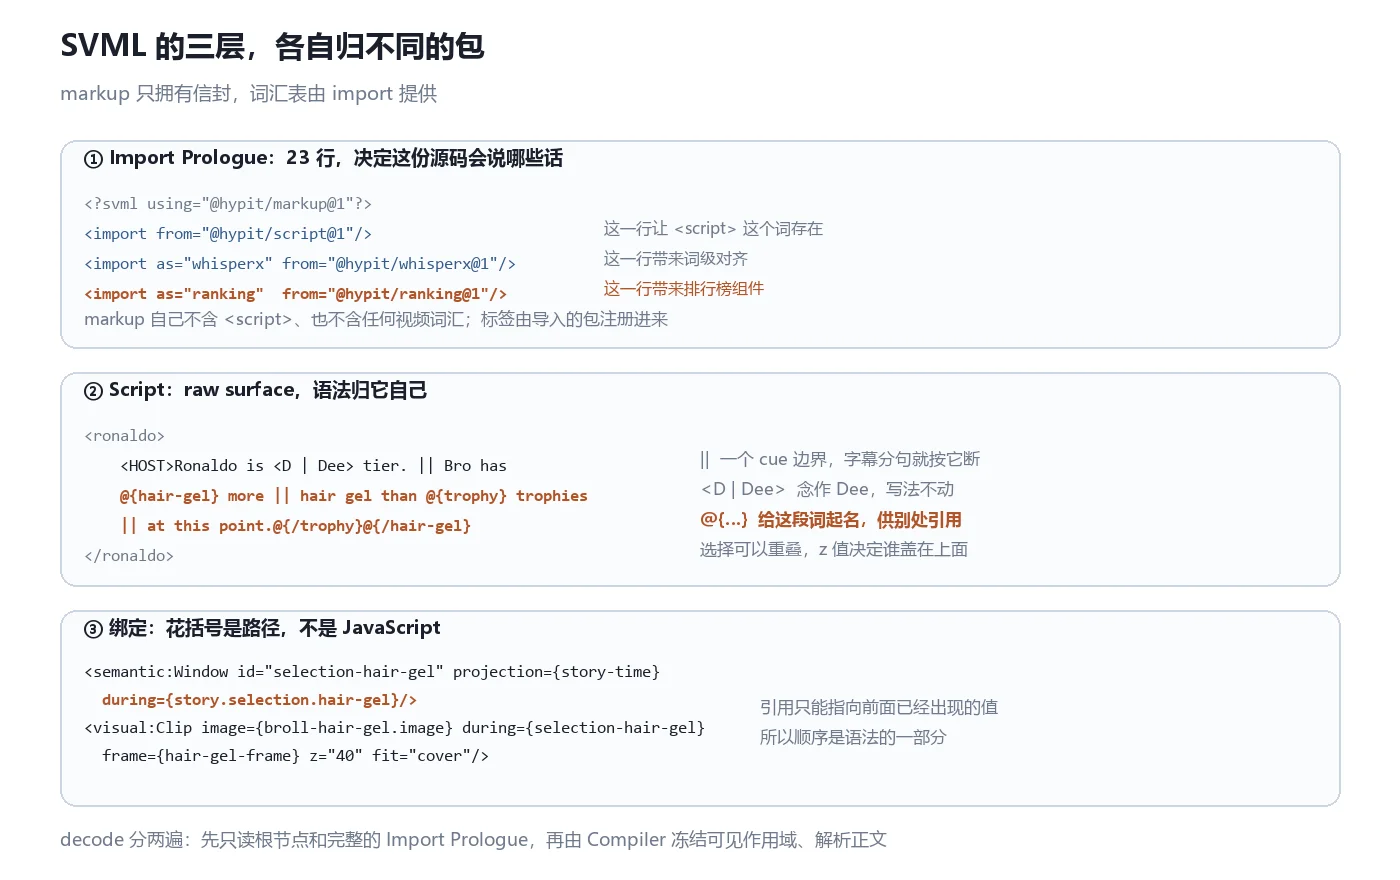 SVML 的三层，各自归不同的包
markup 只拥有信封，词汇表由 import 提供
① Import Prologue：23 行，决定这份源码会说哪些话
<?svml using="@hypit/markup@1"?>
<import from="@hypit/script@1"/>
这一行让 <script> 这个词存在
<import as="whisperx" from="@hypit/whisperx@1"/>
这一行带来词级对齐
<import as="ranking"  from="@hypit/ranking@1"/>
这一行带来排行榜组件
markup 自己不含 <script>、也不含任何视频词汇；标签由导入的包注册进来
② Script：raw surface，语法归它自己
<ronaldo>
<HOST>Ronaldo is <D | Dee> tier. || Bro has
|| 一个 cue 边界，字幕分句就按它断
@{hair-gel} more || hair gel than @{trophy} trophies
<D | Dee> 念作 Dee，写法不动
|| at this point.@{/trophy}@{/hair-gel}
@{…} 给这段词起名，供别处引用
</ronaldo>
选择可以重叠，z 值决定谁盖在上面
③ 绑定：花括号是路径，不是 JavaScript
<semantic:Window id="selection-hair-gel" projection={story-time}
during={story.selection.hair-gel}/>
引用只能指向前面已经出现的值
<visual:Clip image={broll-hair-gel.image} during={selection-hair-gel}
所以顺序是语法的一部分
frame={hair-gel-frame} z="40" fit="cover"/>
decode 分两遍：先只读根节点和完整的 Import Prologue，再由 Compiler 冻结可见作用域、解析正文